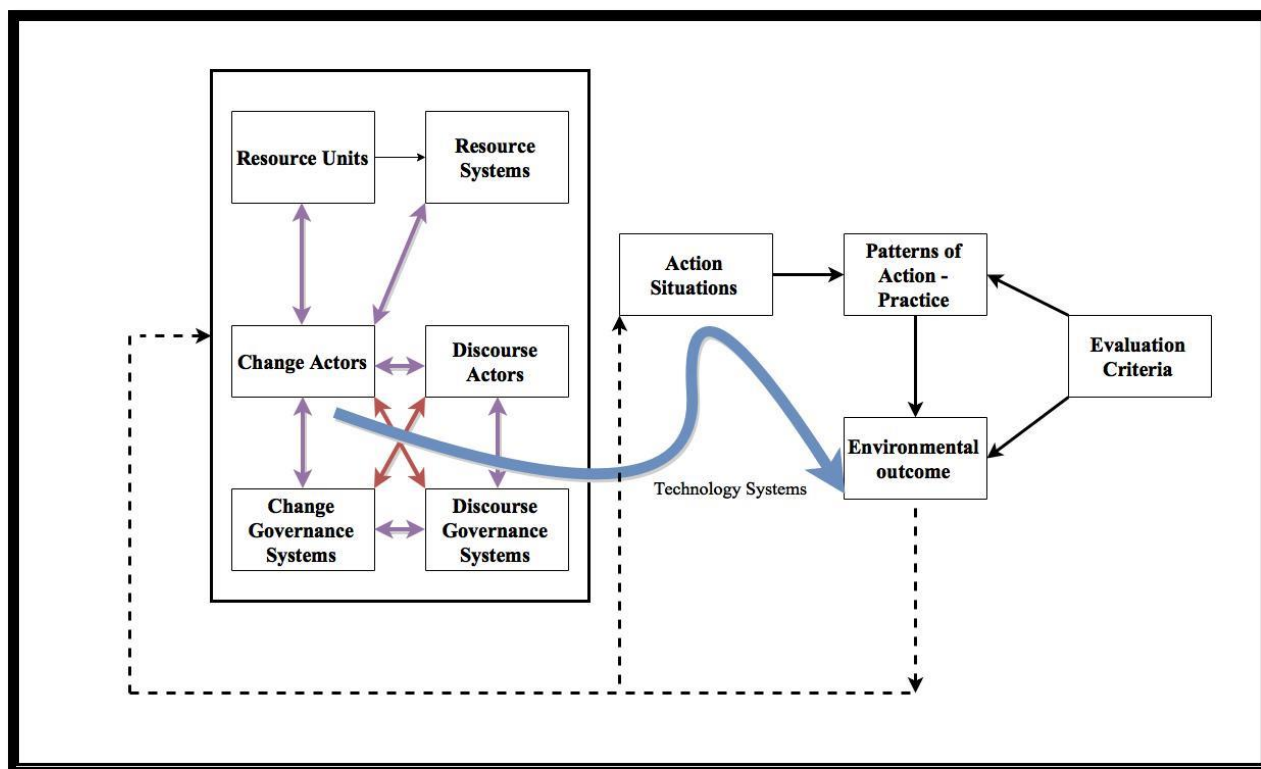 Resource Units
Resource
Systems
Action
Situations
Patterns of
Action -
Practice
Change Actors
Discourse
Actors
Evaluation
Criteria
Environmental
outcome
Technology Systems
Change
Governance
Systems
Discourse
Governance
Systems